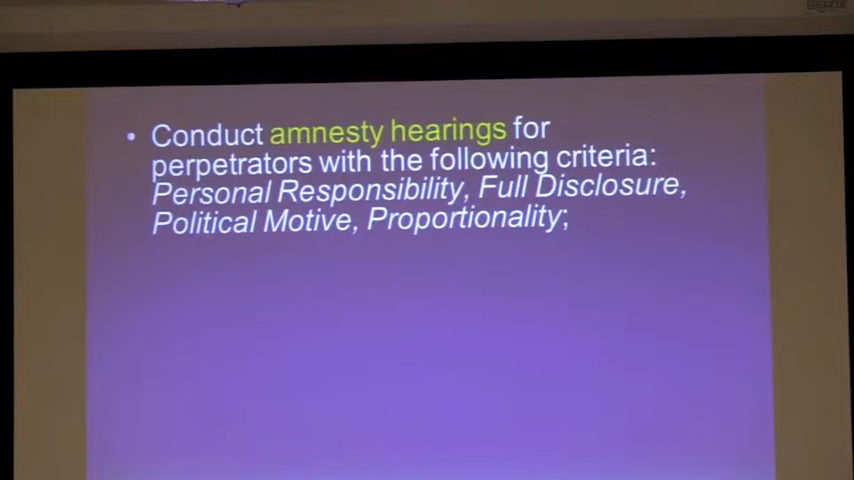 • Conduct amnesty hearings for
perpetrators with the following criteria:
Personal Responsibility, Full Disclosure,
Political Motive, Proportionality;